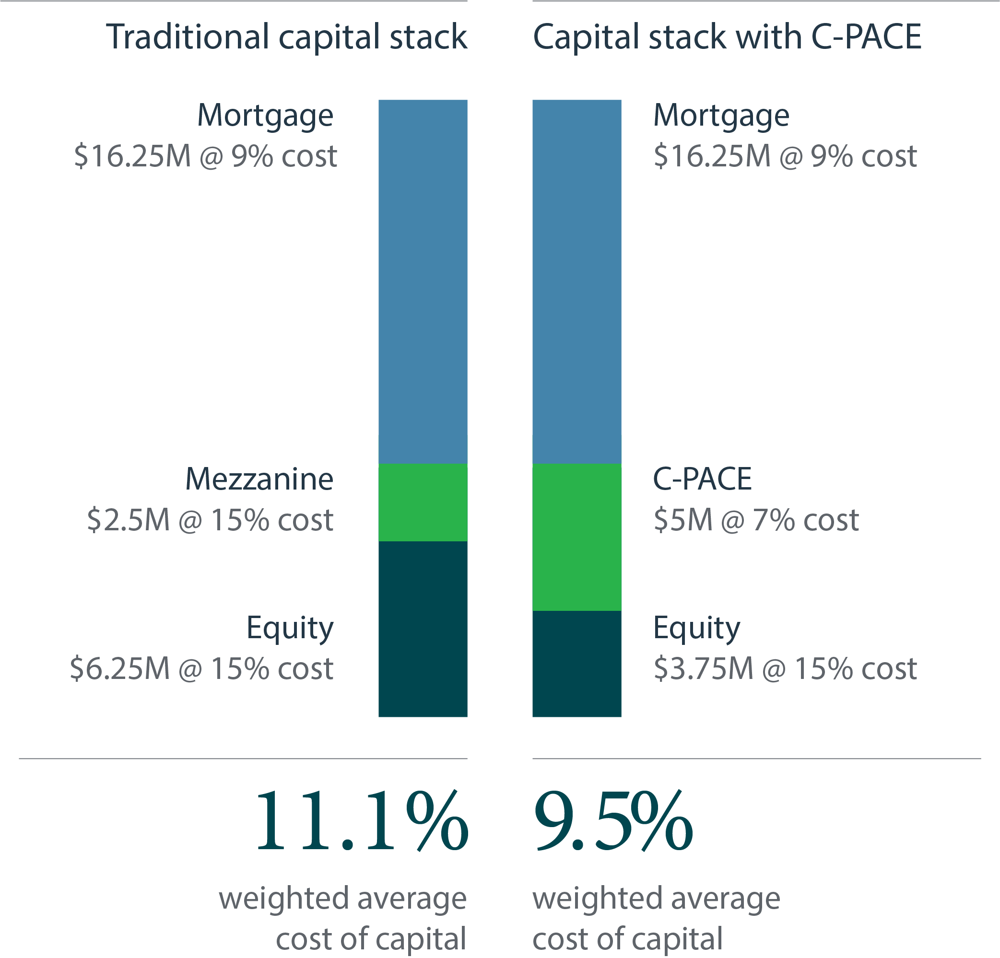 Traditional capital stack
Mortgage
$16.25M @ 9% cost
Mezzanine
$2.5M @ 15% cost
Equity
$6.25M @ 15% cost
11.1%
weighted average
cost of capital
Capital stack with C-PACE
Mortgage
$16.25M @ 9% cost
C-PACE
$5M @ 7% cost
Equity
$3.75M @ 15% cost
9.5%
weighted average
cost of capital